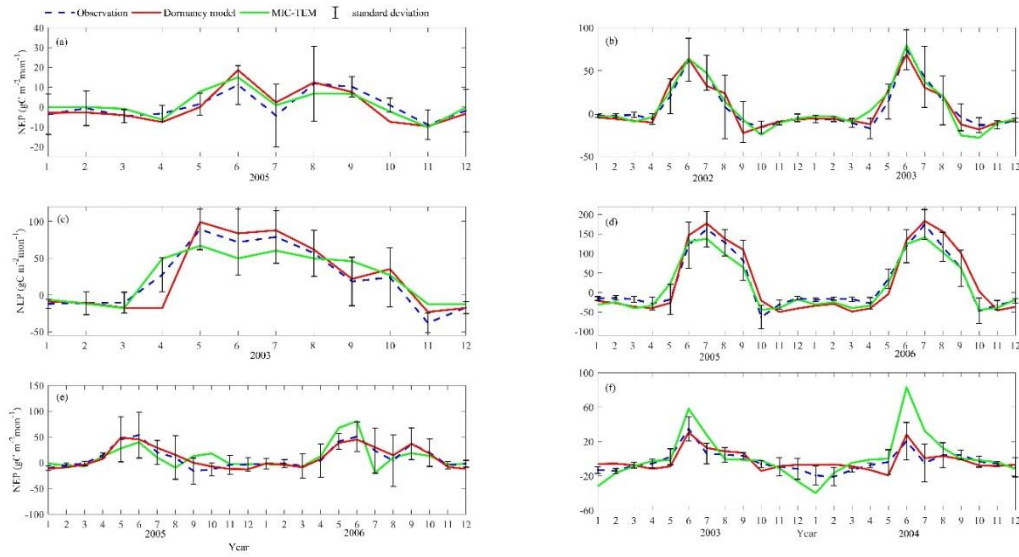 Observation Dormancy model MIC-TEM standard deviation
(a)
NEP (gC m⁻² mon⁻¹)
40
30
20
10
0
-10
-20
1 2 3 4 5 6 7 8 9 10 11 12
2005
(b)
100
50
0
-50
1 2 3 4 5 6 7 8 9 10 11 12 1 2 3 4 5 6 7 8 9 10 11 12
2002 2003
(c)
NEP (gC m⁻²mon⁻¹)
100
50
0
-50
1 2 3 4 5 6 7 8 9 10 11 12
2003
(d)
200
150
100
50
0
-50
-110
1 2 3 4 5 6 7 8 9 10 11 12 1 2 3 4 5 6 7 8 9 10 11 12
2005 2006
(e)
NEP (gC m⁻² mon⁻¹)
150
100
50
0
-50
-100
1 2 3 4 5 6 7 8 9 10 11 12 1 2 3 4 5 6 7 8 9 10 11 12
2005 2006
Year
(f)
100
60
20
-20
-60
1 2 3 4 5 6 7 8 9 10 11 12 1 2 3 4 5 6 7 8 9 10 11 12
2003 Year 2004